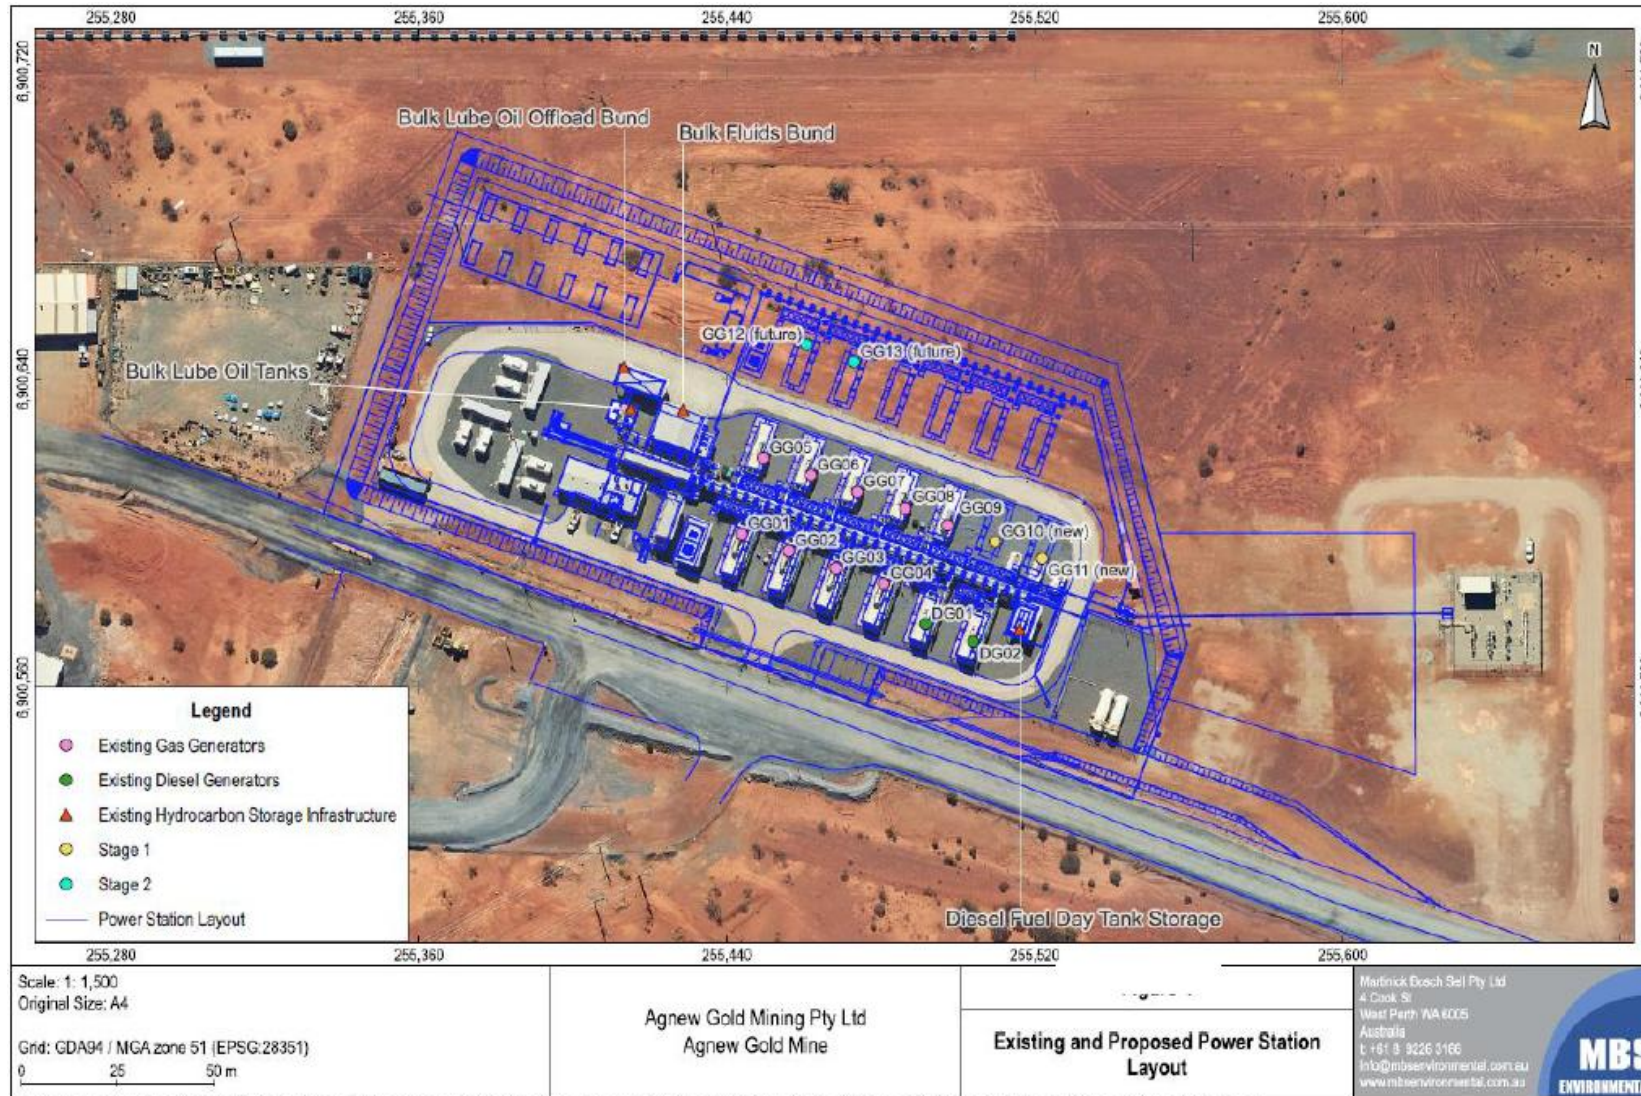 255,280 255,360 255,440 255,520 255,600
6,900,720
N
Bulk Lube Oil Offload Bund
Bulk Fluids Bund
GG12 (future)
GG13 (future)
6,900,640
Bulk Lube Oil Tanks
GG05
GG06
GG07
GG08
GG09
GG10 (new)
GG11 (new)
GG01
GG02
GG03
GG04
DG01
DG02
6,900,560
Legend
Existing Gas Generators
Existing Diesel Generators
Existing Hydrocarbon Storage Infrastructure
Stage 1
Stage 2
Power Station Layout
Diesel Fuel Day Tank Storage
255,280 255,360 255,440 255,520 255,600
Scale: 1: 1,500
Original Size: A4
Grid: GDA94 / MGA zone 51 (EPSG:28351)
0 25 50 m
Agnew Gold Mining Pty Ltd
Agnew Gold Mine
Existing and Proposed Power Station
Layout
Martinick Bosch Sell Pty Ltd
4 Cook St
West Perth WA 6005
Australia
t: +61 8 9226 3166
info@mbsenvironmental.com.au
www.mbsenvironmental.com.au
MBS
ENVIRONMENTAL